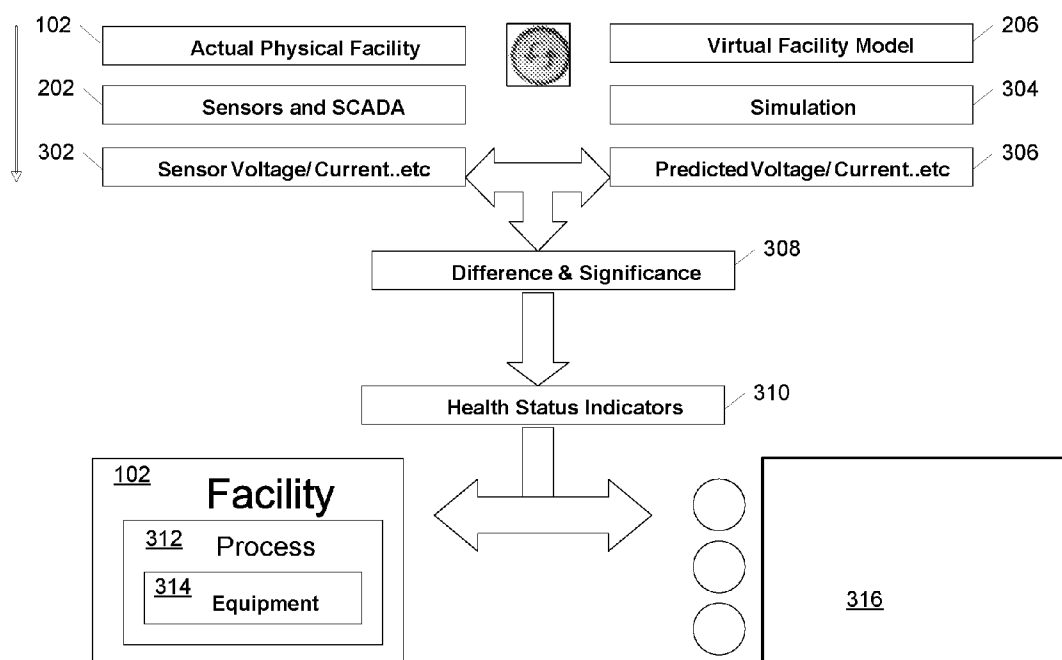 102
Actual Physical Facility
Virtual Facility Model
206
202
Sensors and SCADA
Simulation
304
302
Sensor Voltage/ Current..etc
Predicted Voltage/ Current..etc
306
Difference & Significance
308
Health Status Indicators
310
102
Facility
312
Process
314
Equipment
316